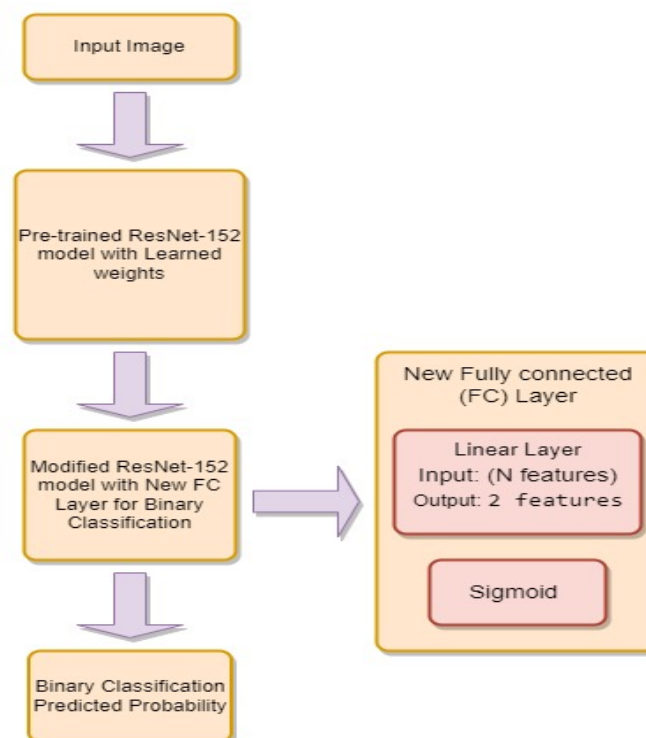 Input Image
Pre-trained ResNet-152
model with Learned
weights
Modified ResNet-152
model with New FC
Layer for Binary
Classification
Binary Classification
Predicted Probability
New Fully connected
(FC) Layer
Linear Layer
Input: (N features)
Output: 2 features
Sigmoid